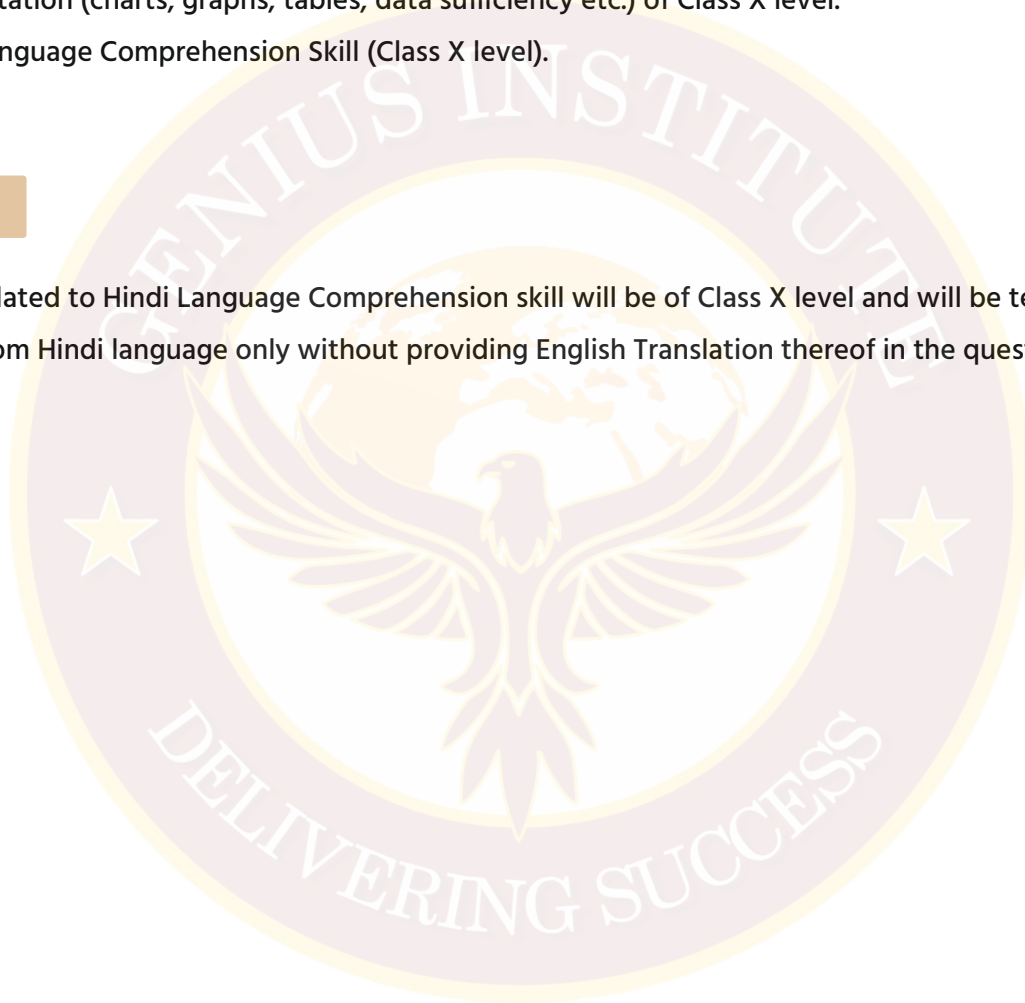 tation (charts, graphs, tables, data sufficiency etc.) of Class X level.
nguage Comprehension Skill (Class X level).
lated to Hindi Language Comprehension skill will be of Class X level and will be te
om Hindi language only without providing English Translation thereof in the quest
GENIUS INSTITUTE
DELIVERING SUCCESS